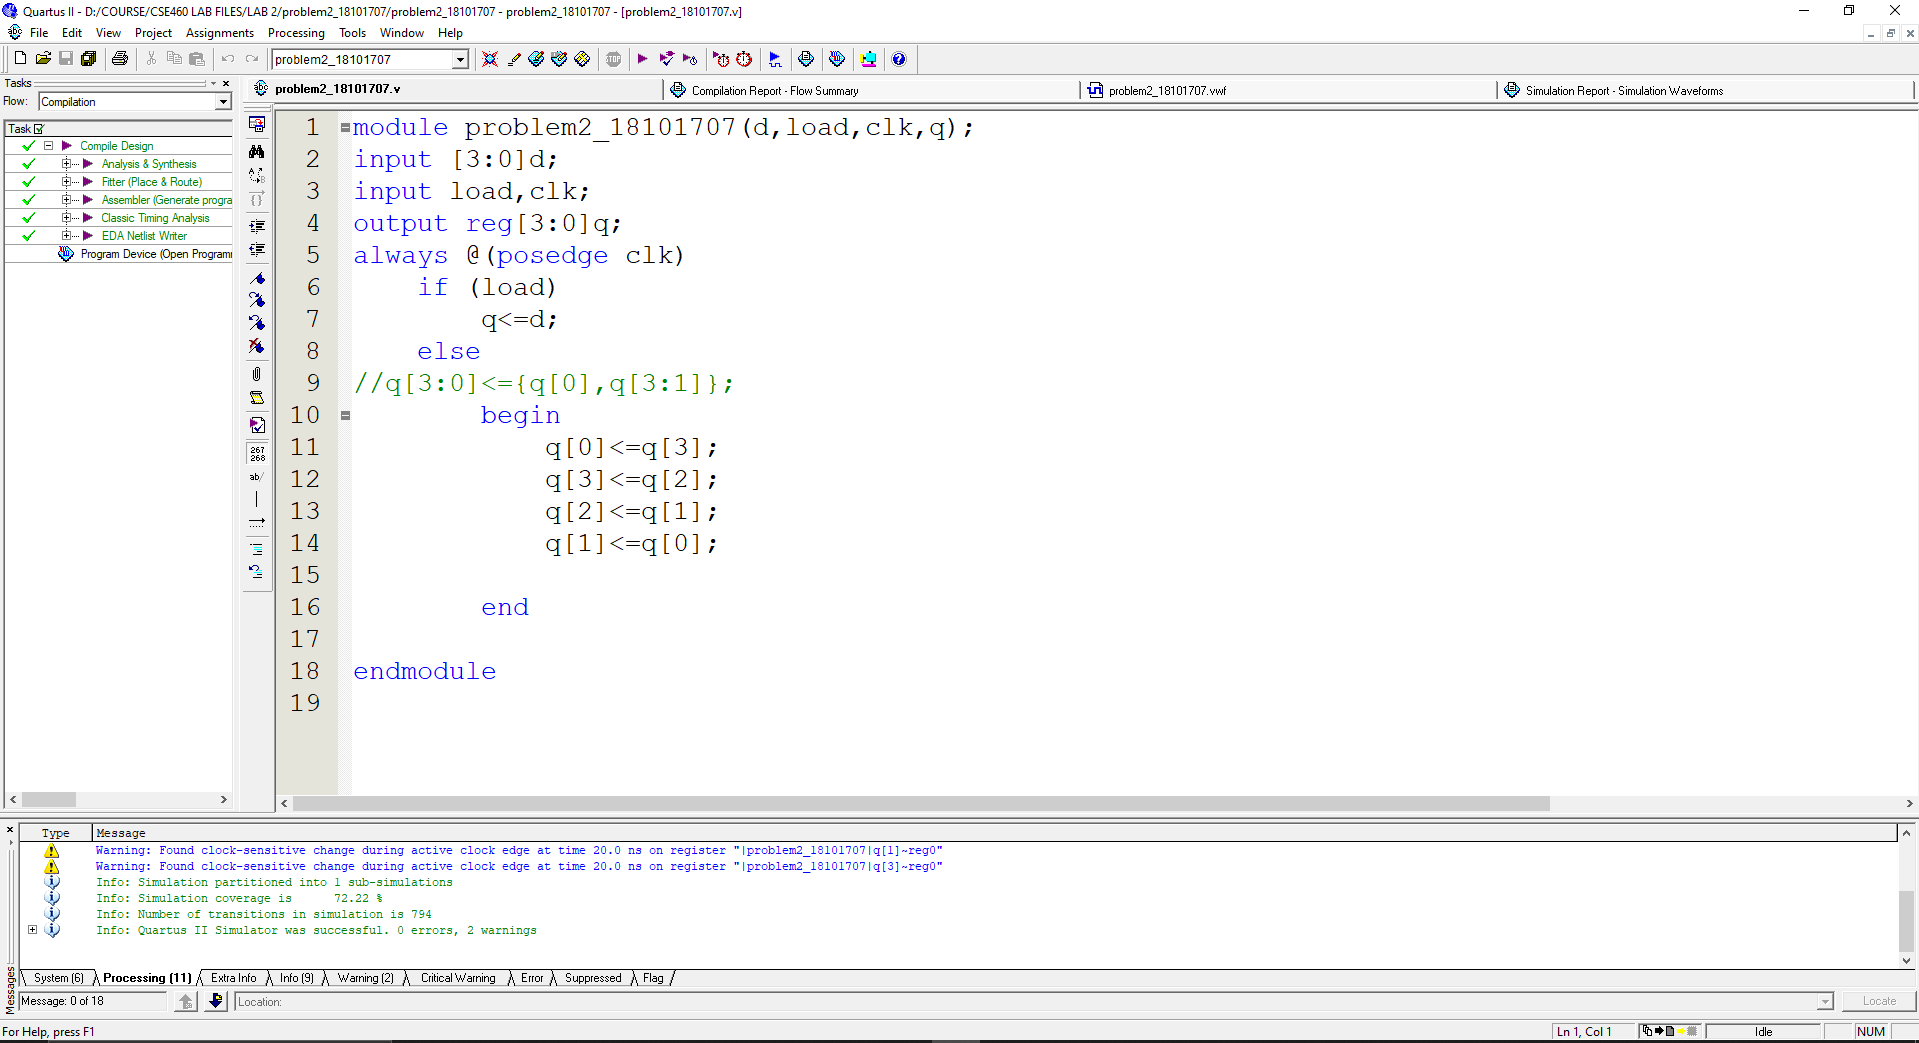 Quartus II - D:/COURSE/CSE460 LAB FILES/LAB 2/problem2_18101707/problem2_18101707 - problem2_18101707 - [problem2_18101707.v]
File Edit View Project Assignments Processing Tools Window Help
problem2_18101707
Tasks
Flow: Compilation
Task
Compile Design
Analysis & Synthesis
Fitter (Place & Route)
Assembler (Generate progra
Classic Timing Analysis
EDA Netlist Writer
Program Device (Open Program
problem2_18101707.v
Compilation Report - Flow Summary
problem2_18101707.vwf
Simulation Report - Simulation Waveforms
267
268
ab/
1 module problem2_18101707(d,load,clk,q);
2 input [3:0]d;
3 input load,clk;
4 output reg[3:0]q;
5 always @(posedge clk)
6 if (load)
7 q<=d;
8 else
9 //q[3:0]<={q[0],q[3:1]};
10 begin
11 q[0]<=q[3];
12 q[3]<=q[2];
13 q[2]<=q[1];
14 q[1]<=q[0];
15
16 end
17
18 endmodule
19
Type Message
Warning: Found clock-sensitive change during active clock edge at time 20.0 ns on register "|problem2_18101707|q[1]~reg0"
Warning: Found clock-sensitive change during active clock edge at time 20.0 ns on register "|problem2_18101707|q[3]~reg0"
Info: Simulation partitioned into 1 sub-simulations
Info: Simulation coverage is 72.22 %
Info: Number of transitions in simulation is 794
Info: Quartus II Simulator was successful. 0 errors, 2 warnings
System (6) Processing (11) Extra Info Info (9) Warning (2) Critical Warning Error Suppressed Flag
Messages
Message: 0 of 18
Location:
Locate
For Help, press F1
Ln 1, Col 1
Idle
NUM